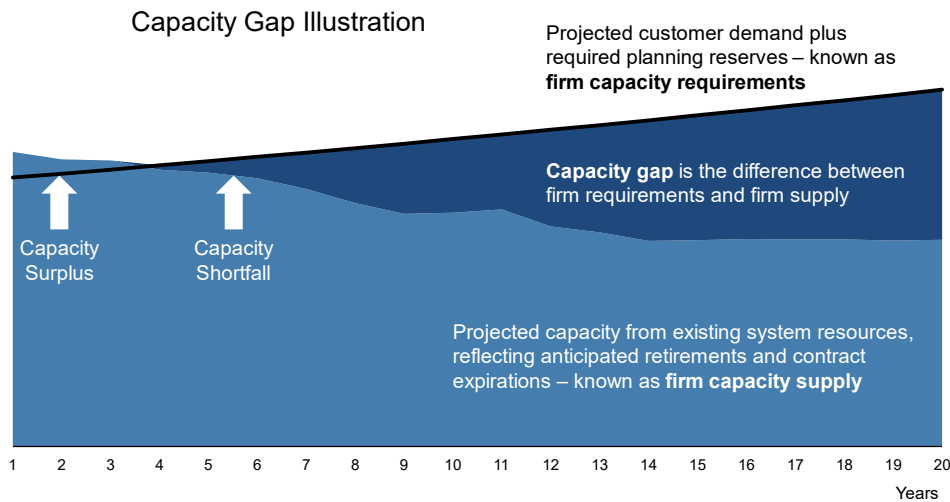 Capacity Gap Illustration
Projected customer demand plus
required planning reserves – known as
firm capacity requirements
Capacity gap is the difference between
firm requirements and firm supply
Capacity
Surplus
Capacity
Shortfall
Projected capacity from existing system resources,
reflecting anticipated retirements and contract
expirations – known as firm capacity supply
1 2 3 4 5 6 7 8 9 10 11 12 13 14 15 16 17 18 19 20
Years